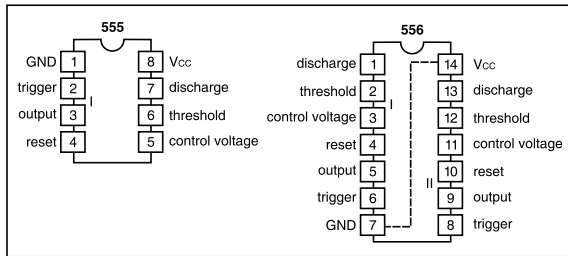 555
GND 1 8 Vcc
trigger 2 7 discharge
I
output 3 6 threshold
reset 4 5 control voltage
556
discharge 1 14 Vcc
threshold 2 13 discharge
I
control voltage 3 12 threshold
reset 4 11 control voltage
output 5 10 reset
II
trigger 6 9 output
GND 7 8 trigger